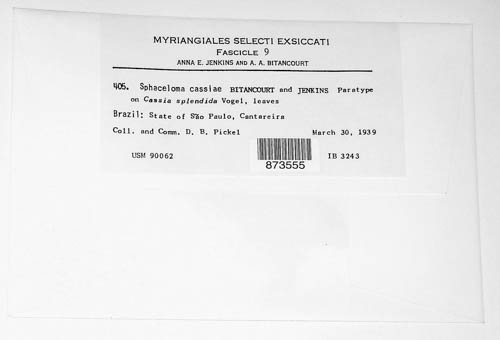 MYRIANGIALES SELECTI EXSICCATI
FASCICLE 9
ANNA E. JENKINS AND A. A. BITANCOURT
405. Sphaceloma cassiae BITANCOURT and JENKINS Paratype
on Cassia splendida Vogel, leaves
Brazil: State of São Paulo, Cantareira
Coll. and Comm. D. B. Pickel March 30, 1939
USM 90062 IB 3243
873555